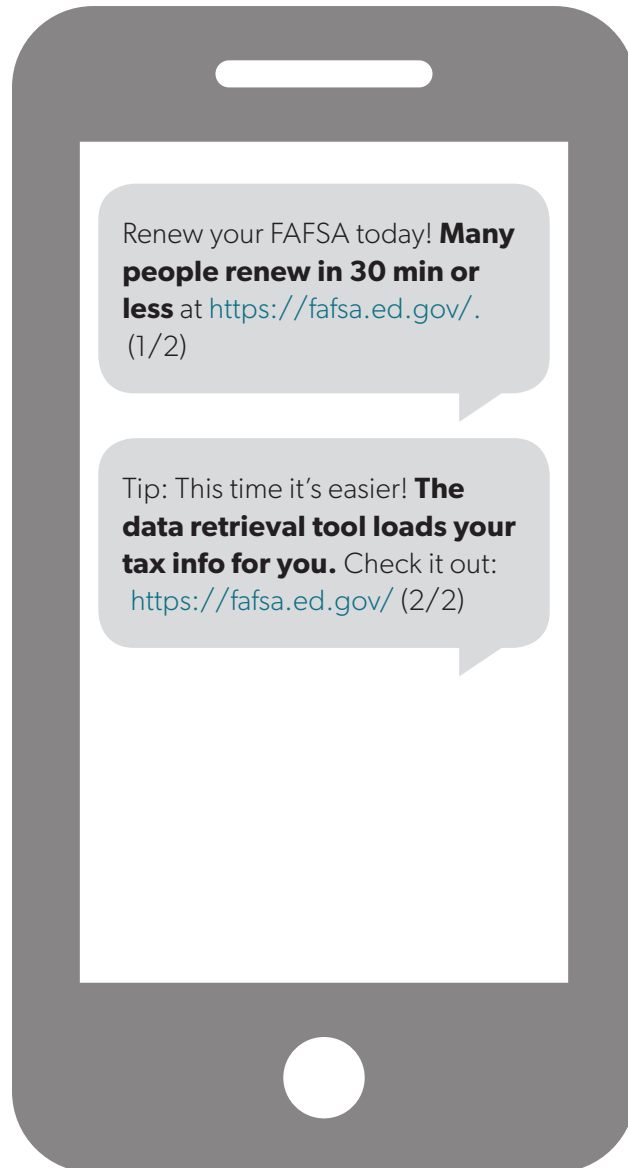 Renew your FAFSA today! Many
people renew in 30 min or
less at https://fafsa.ed.gov/.
(1/2)
Tip: This time it’s easier! The
data retrieval tool loads your
tax info for you. Check it out:
https://fafsa.ed.gov/ (2/2)